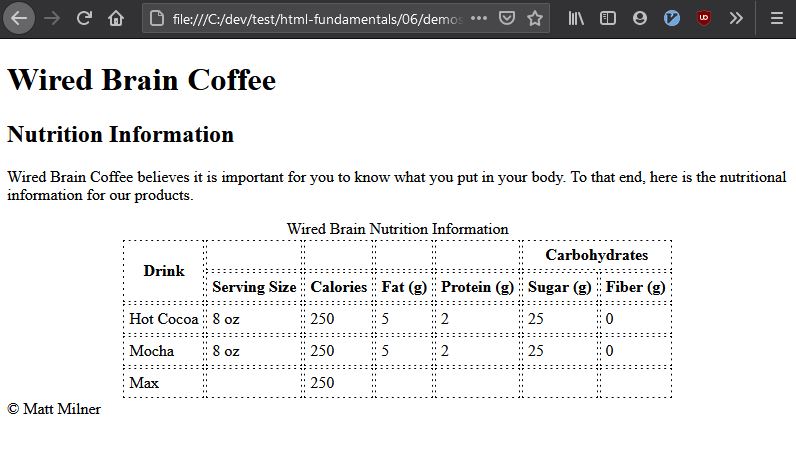 file:///C:/dev/test/html-fundamentals/06/demos
Wired Brain Coffee
Nutrition Information
Wired Brain Coffee believes it is important for you to know what you put in your body. To that end, here is the nutritional
information for our products.
Wired Brain Nutrition Information
Drink Carbohydrates
Serving Size Calories Fat (g) Protein (g) Sugar (g) Fiber (g)
Hot Cocoa 8 oz 250 5 2 25 0
Mocha 8 oz 250 5 2 25 0
Max 250
© Matt Milner